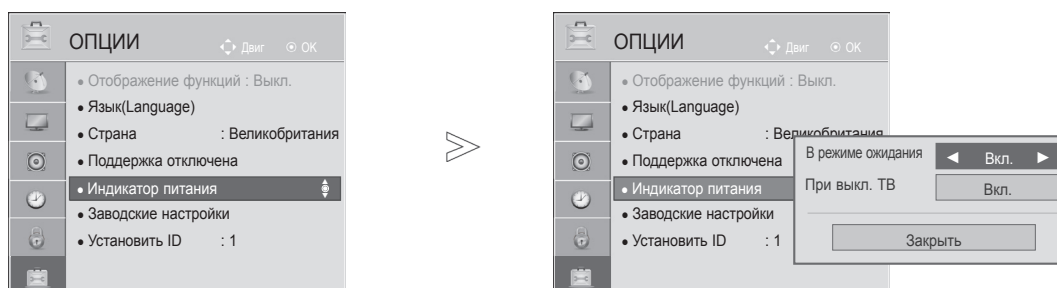 ОПЦИИ
Двиг ОК
• Отображение функций : Выкл.
• Язык(Language)
• Страна : Великобритания
• Поддержка отключена
• Индикатор питания
• Заводские настройки
• Установить ID : 1
ОПЦИИ
Двиг ОК
• Отображение функций : Выкл.
• Язык(Language)
• Страна : Великобритания
• Поддержка отключена
• Индикатор питания
• Заводские настройки
• Установить ID : 1
В режиме ожидания ◄ Вкл. ►
При выкл. ТВ Вкл.
Закрыть